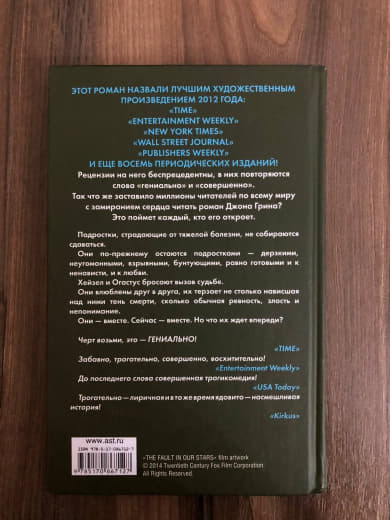 ЭТОТ РОМАН НАЗВАЛИ ЛУЧШИМ ХУДОЖЕСТВЕННЫМ
ПРОИЗВЕДЕНИЕМ 2012 ГОДА:
«TIME»
«ENTERTAINMENT WEEKLY»
«NEW YORK TIMES»
«WALL STREET JOURNAL»
«PUBLISHERS WEEKLY»
И ЕЩЕ ВОСЕМЬ ПЕРИОДИЧЕСКИХ ИЗДАНИЙ!
Рецензии на него беспрецедентны, в них повторяются
слова «гениально» и «совершенно».
Так что же заставило миллионы читателей по всему миру
с замиранием сердца читать роман Джона Грина?
Это поймет каждый, кто его откроет.
Подростки, страдающие от тяжелой болезни, не собираются
сдаваться.
Они по-прежнему остаются подростками — дерзкими,
неугомонными, взрывными, бунтующими, равно готовыми и к
ненависти, и к любви.
Хейзел и Огастус бросают вызов судьбе.
Они влюблены друг в друга, их терзает не столько нависшая
над ними тень смерти, сколько обычная ревность, злость и
непонимание.
Они — вместе. Сейчас — вместе. Но что их ждет впереди?
Черт возьми, это — ГЕНИАЛЬНО!
«TIME»
Забавно, трогательно, совершенно, восхитительно!
«Entertainment Weekly»
До последнего слова совершенная трагикомедия!
«USA Today»
Трогательно — лиричная и в то же время ядовито — насмешливая
история!
«Kirkus»
www.ast.ru
ISBN 978-5-17-086712-7
9 785170 867127
«THE FAULT IN OUR STARS» film artwork
© 2014 Twentieth Century Fox Film Corporation.
All Rights Reserved.